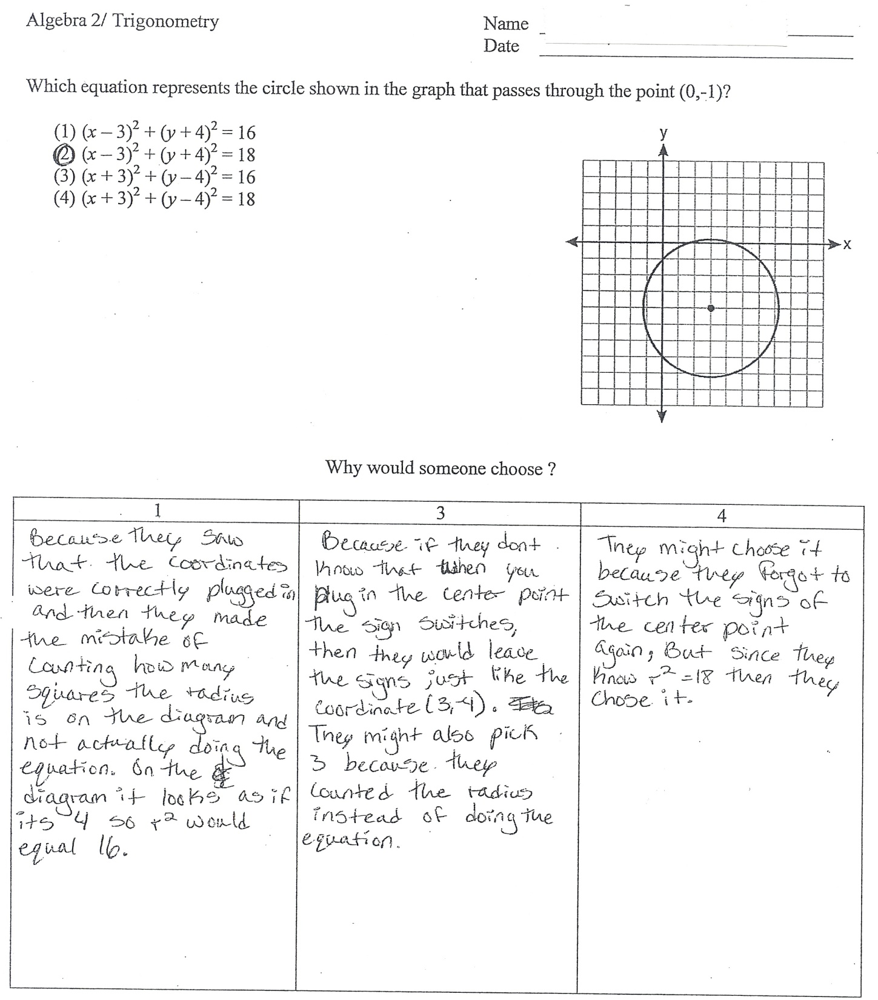 Algebra 2/ Trigonometry
Name
Date
Which equation represents the circle shown in the graph that passes through the point (0,-1)?
(1) (x – 3)² + (y + 4)² = 16
(2) (x – 3)² + (y + 4)² = 18
(3) (x + 3)² + (y – 4)² = 16
(4) (x + 3)² + (y – 4)² = 18
y
x
Why would someone choose ?
1
Because they saw
that the coordinates
were correctly plugged in
and then they made
the mistake of
counting how many
squares the radius
is on the diagram and
not actually doing the
equation. On the
diagram it looks as if
its 4 so r² would
equal 16.
3
Because if they dont
know that when you
plug in the center point
the sign switches,
then they would leave
the signs just like the
coordinate (3,-4).
They might also pick
3 because they
counted the radius
instead of doing the
equation.
4
They might choose it
because they forgot to
switch the signs of
the center point
again, But since they
know r² = 18 then they
chose it.